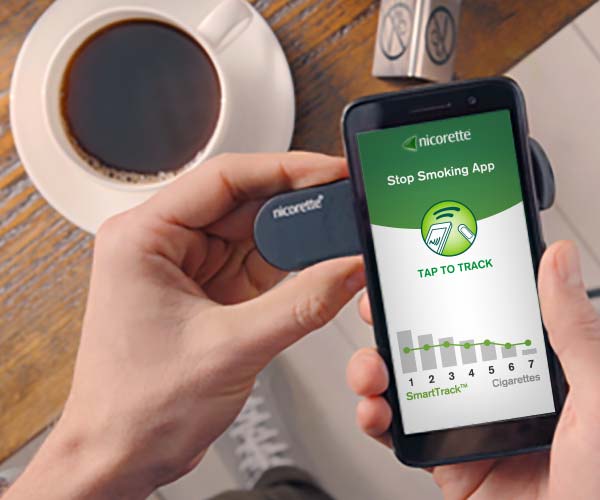 nicorette
Stop Smoking App
nicorette
TAP TO TRACK
1 2 3 4 5 6 7
SmartTrack™ Cigarettes